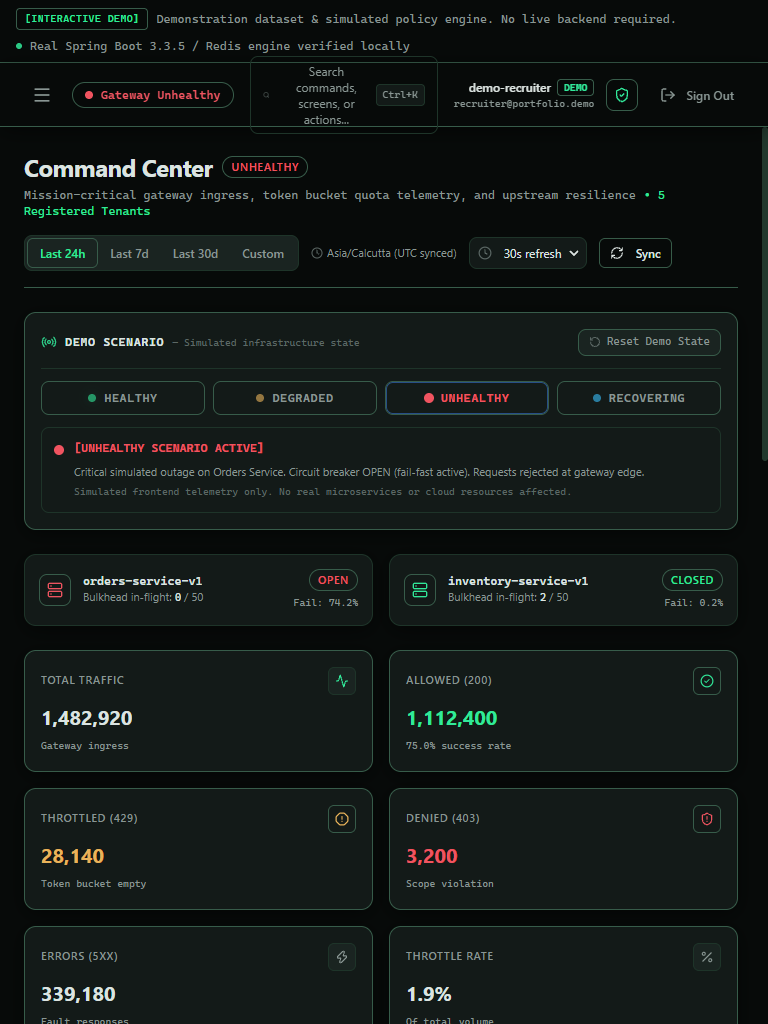 [INTERACTIVE DEMO] Demonstration dataset & simulated policy engine. No live backend required.
Real Spring Boot 3.3.5 / Redis engine verified locally
Gateway Unhealthy
Search
commands,
screens, or
actions...
Ctrl+K
demo-recruiter DEMO
recruiter@portfolio.demo
Sign Out
Command Center UNHEALTHY
Mission-critical gateway ingress, token bucket quota telemetry, and upstream resilience • 5
Registered Tenants
Last 24h Last 7d Last 30d Custom Asia/Calcutta (UTC synced) 30s refresh Sync
DEMO SCENARIO — Simulated infrastructure state Reset Demo State
HEALTHY DEGRADED UNHEALTHY RECOVERING
[UNHEALTHY SCENARIO ACTIVE]
Critical simulated outage on Orders Service. Circuit breaker OPEN (fail-fast active). Requests rejected at gateway edge.
Simulated frontend telemetry only. No real microservices or cloud resources affected.
orders-service-v1 OPEN
Bulkhead in-flight: 0 / 50 Fail: 74.2%
inventory-service-v1 CLOSED
Bulkhead in-flight: 2 / 50 Fail: 0.2%
TOTAL TRAFFIC
1,482,920
Gateway ingress
ALLOWED (200)
1,112,400
75.0% success rate
THROTTLED (429)
28,140
Token bucket empty
DENIED (403)
3,200
Scope violation
ERRORS (5XX)
339,180
Fault responses
THROTTLE RATE
1.9%
Of total volume